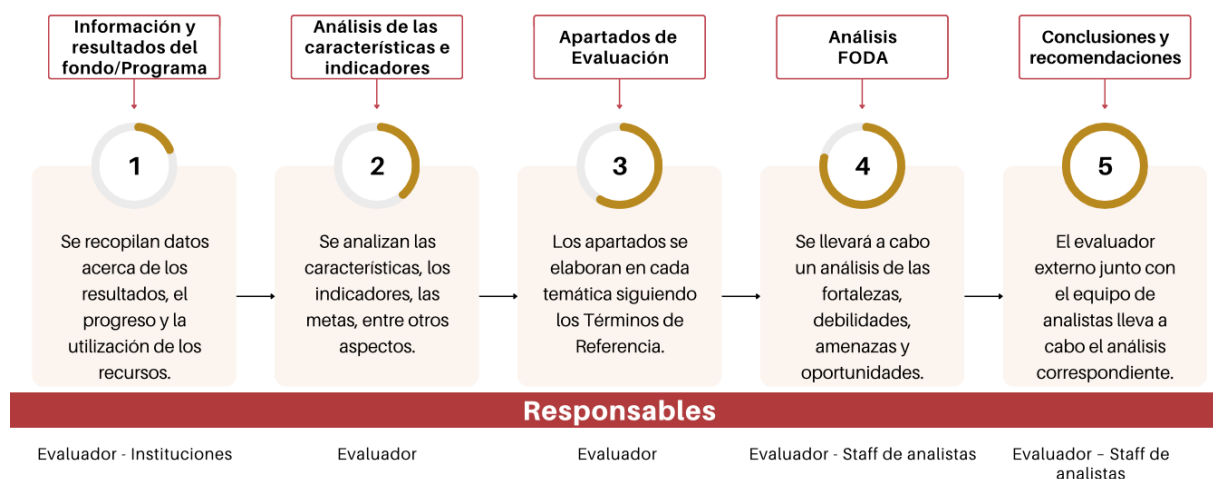 Información y
resultados del
fondo/Programa
Análisis de las
características e
indicadores
Apartados de
Evaluación
Análisis
FODA
Conclusiones y
recomendaciones
1
2
3
4
5
Se recopilan datos
acerca de los
resultados, el
progreso y la
utilización de los
recursos.
Se analizan las
características, los
indicadores, las
metas, entre otros
aspectos.
Los apartados se
elaboran en cada
temática siguiendo
los Términos de
Referencia.
Se llevará a cabo
un análisis de las
fortalezas,
debilidades,
amenazas y
oportunidades.
El evaluador
externo junto con
el equipo de
analistas lleva a
cabo el análisis
correspondiente.
Responsables
Evaluador - Instituciones
Evaluador
Evaluador
Evaluador - Staff de analistas
Evaluador – Staff de
analistas